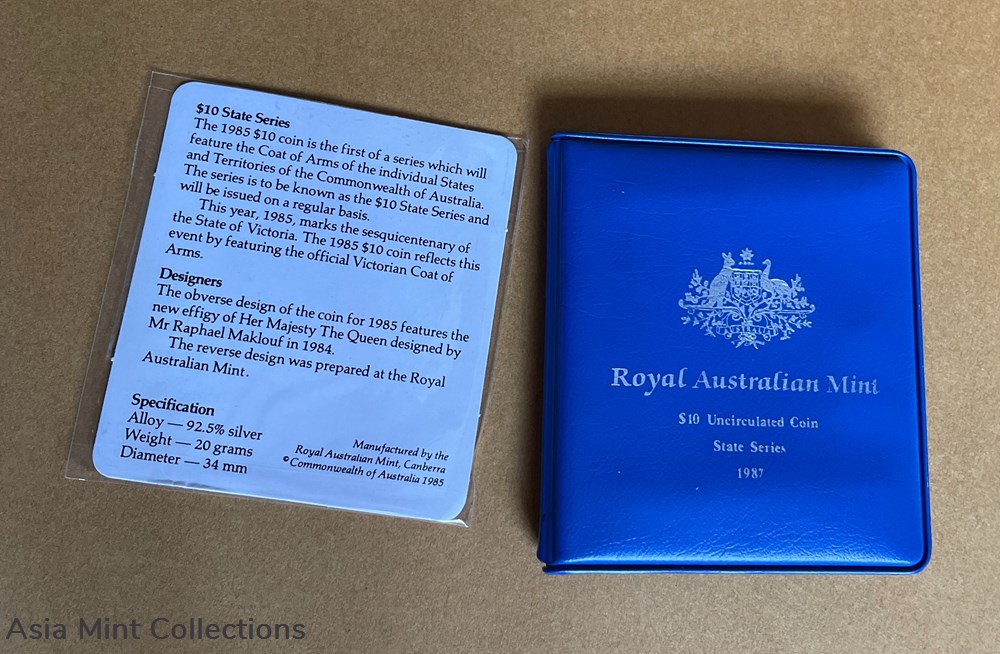 $10 State Series
The 1985 $10 coin is the first of a series which will
feature the Coat of Arms of the individual States
and Territories of the Commonwealth of Australia.
The series is to be known as the $10 State Series and
will be issued on a regular basis.
This year, 1985, marks the sesquicentenary of
the State of Victoria. The 1985 $10 coin reflects this
event by featuring the official Victorian Coat of
Arms.
Designers
The obverse design of the coin for 1985 features the
new effigy of Her Majesty The Queen designed by
Mr Raphael Maklouf in 1984.
The reverse design was prepared at the Royal
Australian Mint.
Specification
Alloy — 92.5% silver
Weight — 20 grams
Diameter — 34 mm
Manufactured by the
Royal Australian Mint, Canberra
©Commonwealth of Australia 1985
AUSTRALIA
Royal Australian Mint
$10 Uncirculated Coin
State Series
1987
Asia Mint Collections